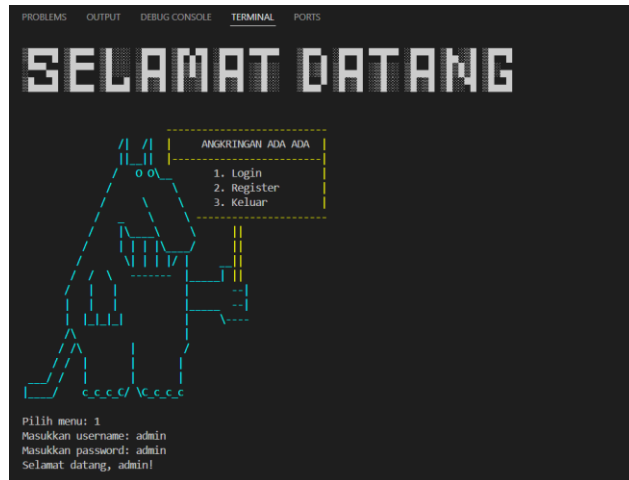 PROBLEMS OUTPUT DEBUG CONSOLE TERMINAL PORTS
SELAMAT DATANG
ANGKRINGAN ADA ADA
1. Login
2. Register
3. Keluar
Pilih menu: 1
Masukkan username: admin
Masukkan password: admin
Selamat datang, admin!